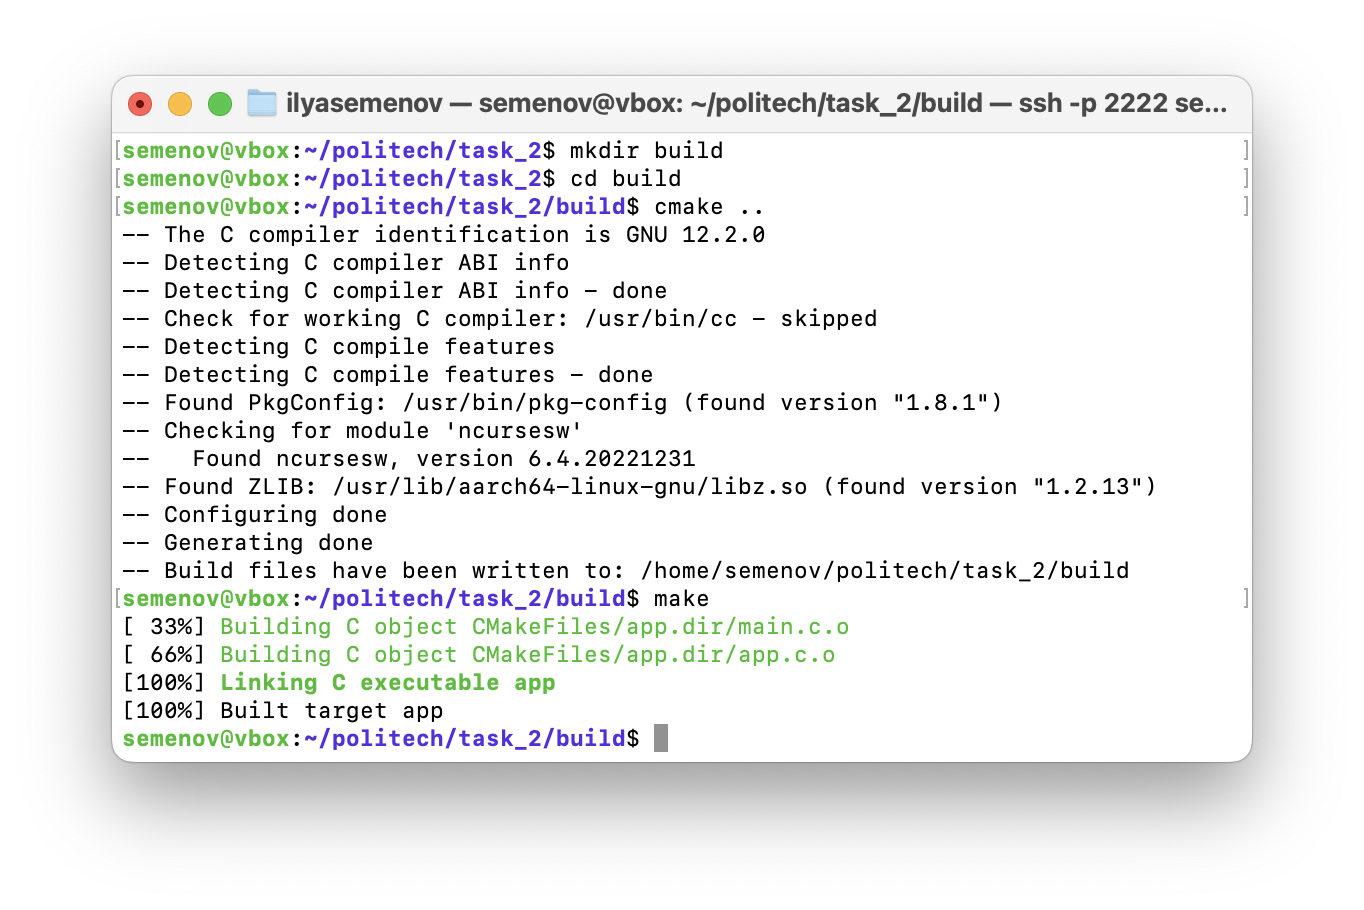 ilyasemenov — semenov@vbox: ~/politech/task_2/build — ssh -p 2222 se...
[semenov@vbox:~/politech/task_2$ mkdir build ]
[semenov@vbox:~/politech/task_2$ cd build ]
[semenov@vbox:~/politech/task_2/build$ cmake .. ]
-- The C compiler identification is GNU 12.2.0
-- Detecting C compiler ABI info
-- Detecting C compiler ABI info - done
-- Check for working C compiler: /usr/bin/cc - skipped
-- Detecting C compile features
-- Detecting C compile features - done
-- Found PkgConfig: /usr/bin/pkg-config (found version "1.8.1")
-- Checking for module 'ncursesw'
--   Found ncursesw, version 6.4.20221231
-- Found ZLIB: /usr/lib/aarch64-linux-gnu/libz.so (found version "1.2.13")
-- Configuring done
-- Generating done
-- Build files have been written to: /home/semenov/politech/task_2/build
[semenov@vbox:~/politech/task_2/build$ make ]
[ 33%] Building C object CMakeFiles/app.dir/main.c.o
[ 66%] Building C object CMakeFiles/app.dir/app.c.o
[100%] Linking C executable app
[100%] Built target app
semenov@vbox:~/politech/task_2/build$